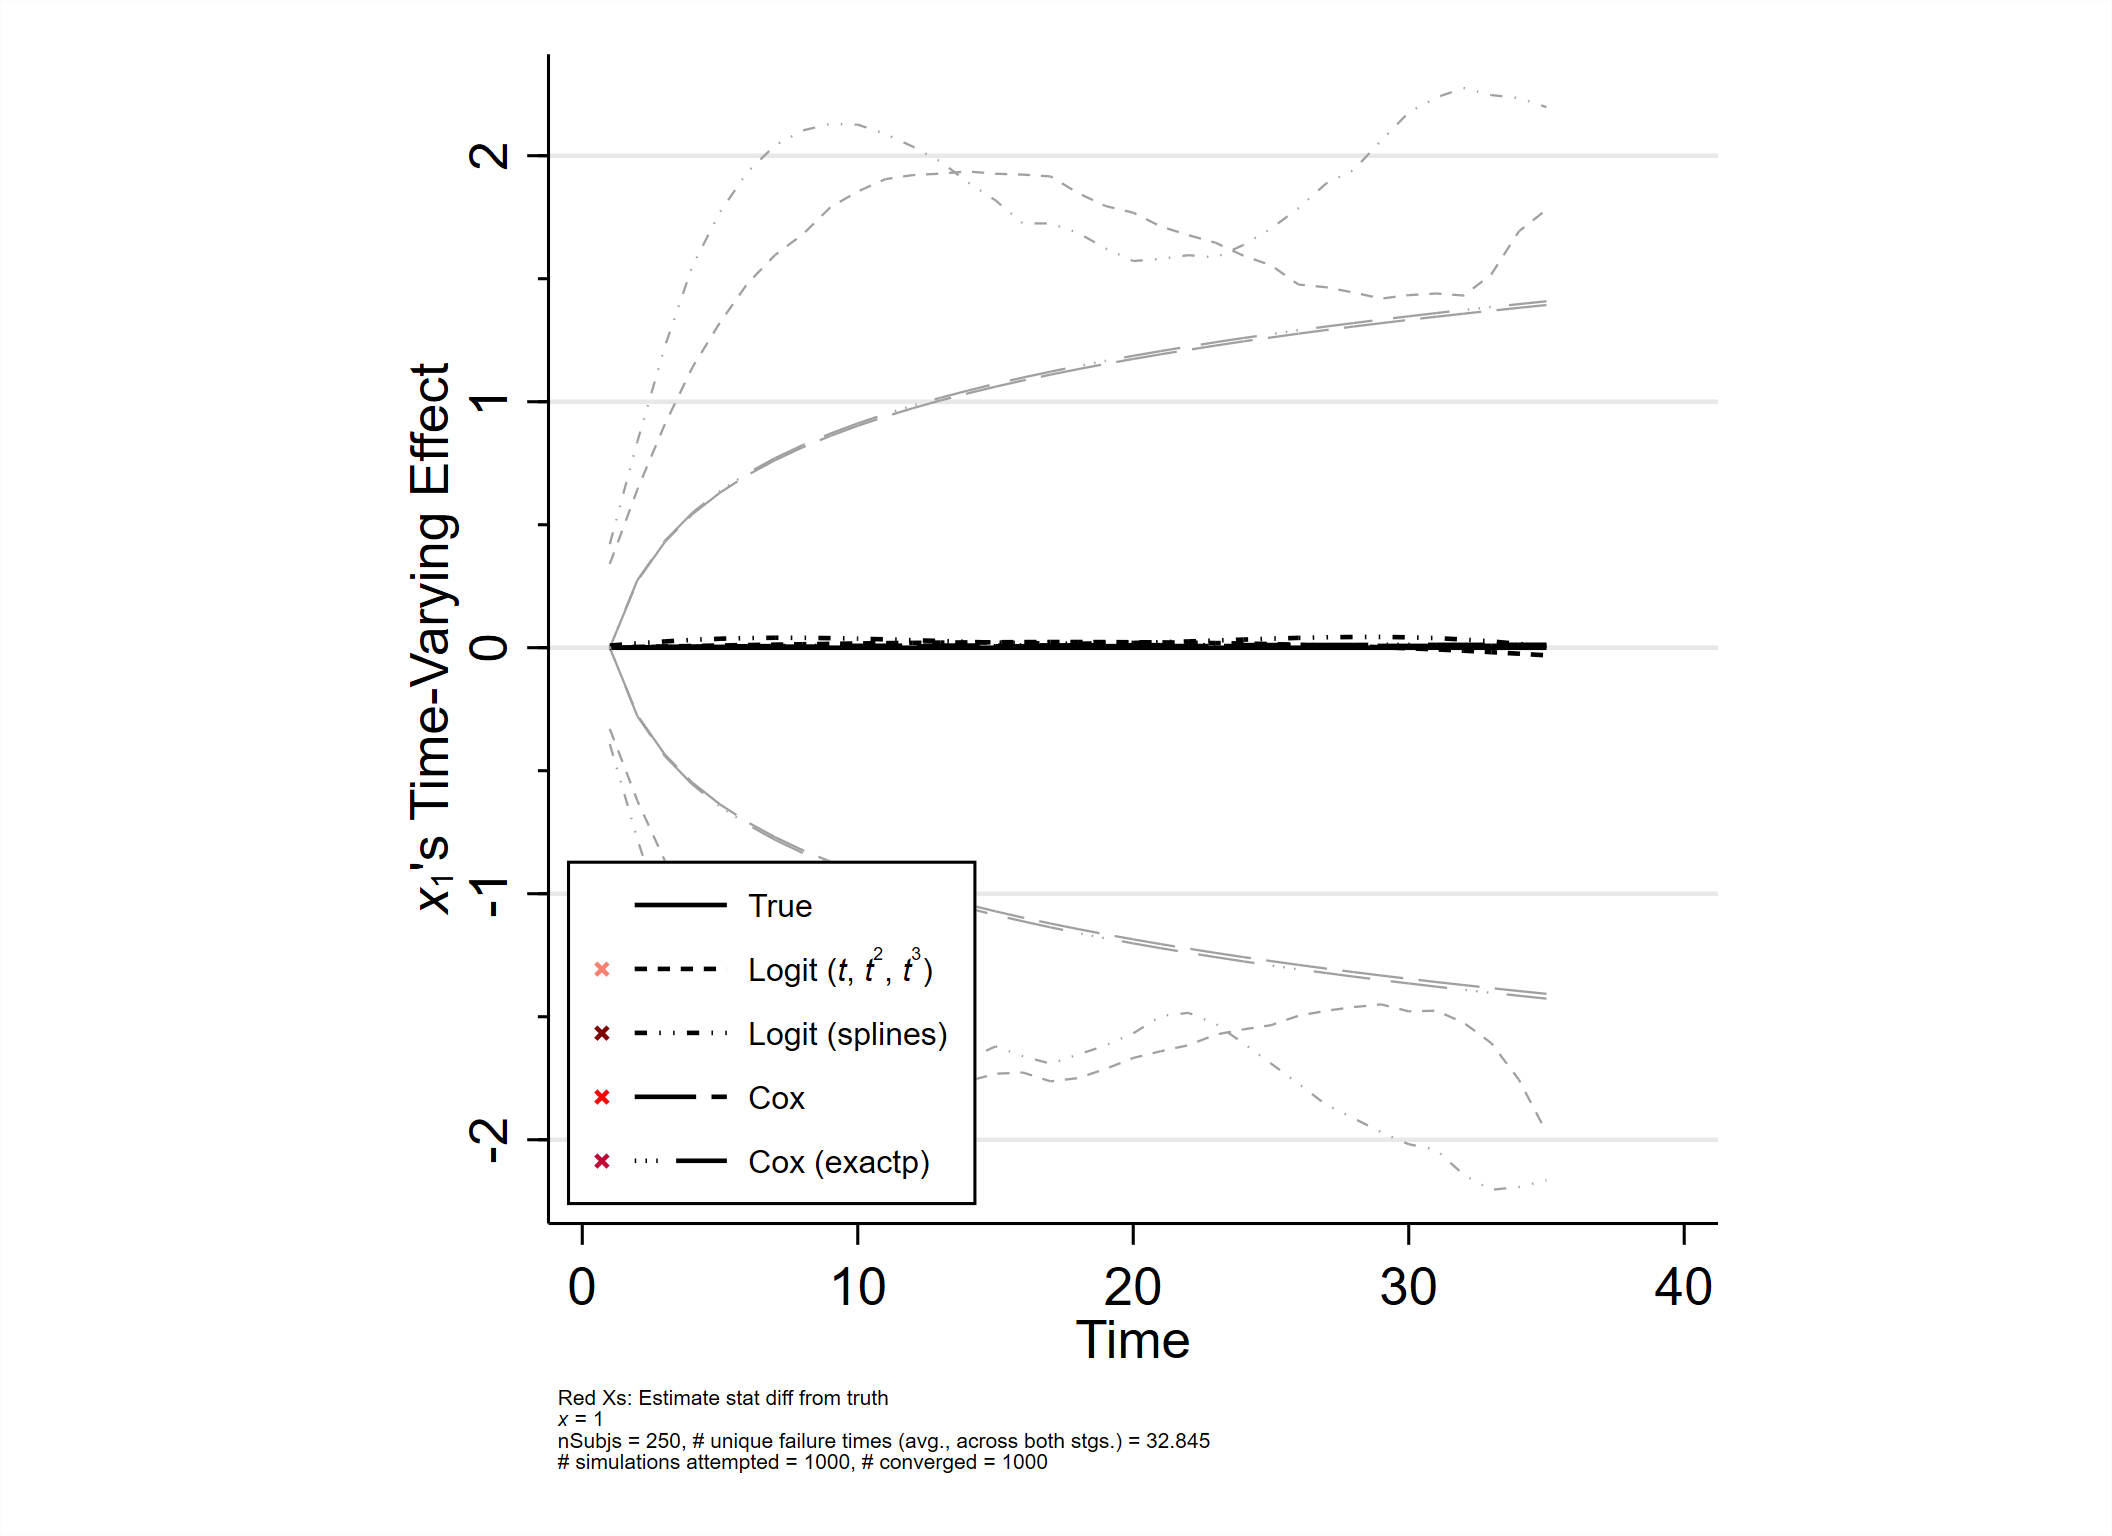 x₁'s Time-Varying Effect
2
1
0
-1
-2
True
Logit (t, t², t³)
Logit (splines)
Cox
Cox (exactp)
0 10 20 30 40
Time
Red Xs: Estimate stat diff from truth
x = 1
nSubjs = 250, # unique failure times (avg., across both stgs.) = 32.845
# simulations attempted = 1000, # converged = 1000